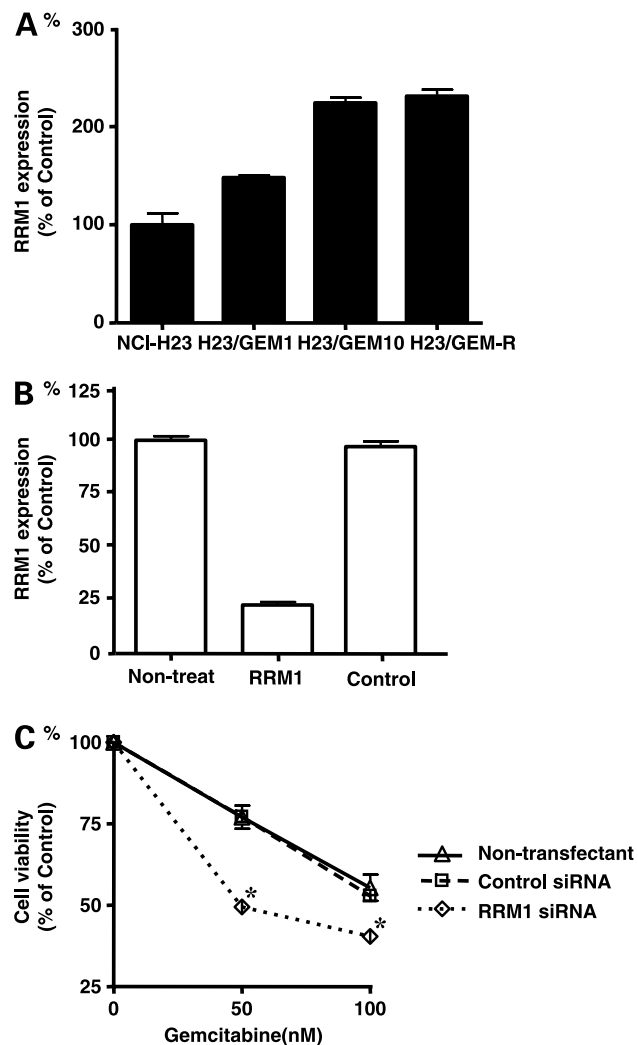 A %
300
200
100
0
RRM1 expression
(% of Control)
NCI-H23 H23/GEM1 H23/GEM10 H23/GEM-R
B %
125
100
75
50
25
0
RRM1 expression
(% of Control)
Non-treat RRM1 Control
C %
100
75
50
25
Cell viability
(% of Control)
* *
0 50 100
Gemcitabine(nM)
Non-transfectant
Control siRNA
RRM1 siRNA